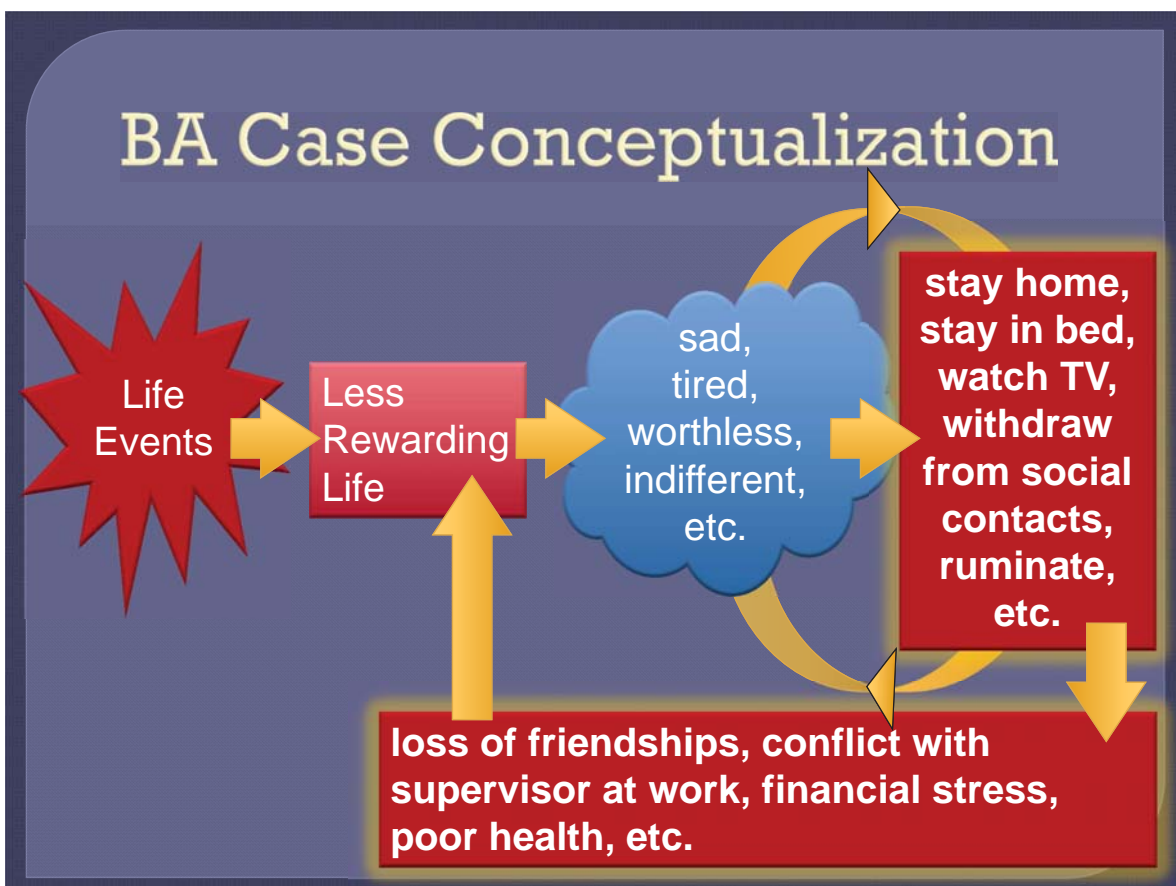 BA Case Conceptualization
Life
Events
Less
Rewarding
Life
sad,
tired,
worthless,
indifferent,
etc.
stay home,
stay in bed,
watch TV,
withdraw
from social
contacts,
ruminate,
etc.
loss of friendships, conflict with
supervisor at work, financial stress,
poor health, etc.